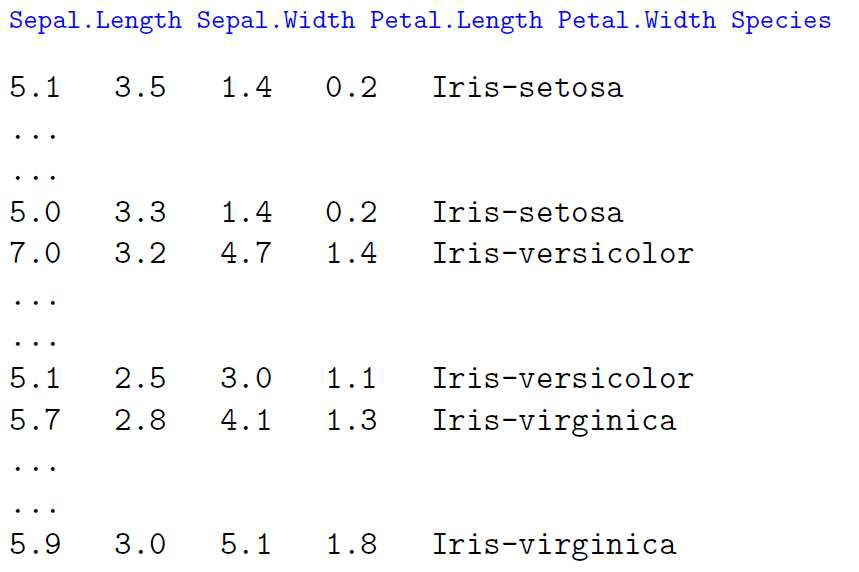 Sepal.Length Sepal.Width Petal.Length Petal.Width Species
5.1 3.5 1.4 0.2 Iris-setosa
...
...
5.0 3.3 1.4 0.2 Iris-setosa
7.0 3.2 4.7 1.4 Iris-versicolor
...
...
5.1 2.5 3.0 1.1 Iris-versicolor
5.7 2.8 4.1 1.3 Iris-virginica
...
...
5.9 3.0 5.1 1.8 Iris-virginica